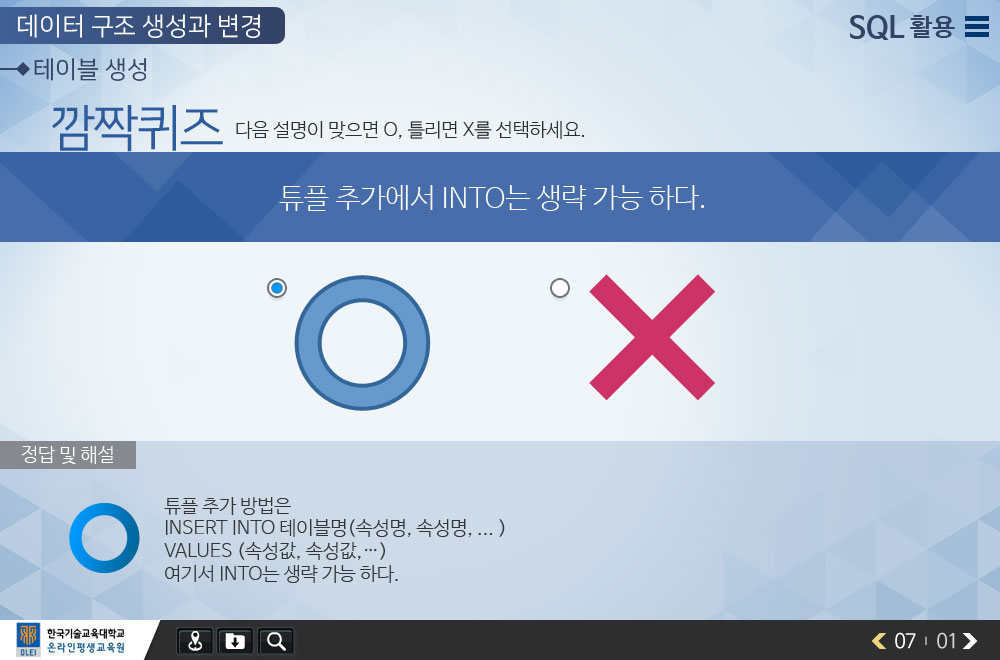 데이터 구조 생성과 변경
SQL 활용
테이블 생성
깜짝퀴즈 다음 설명이 맞으면 O, 틀리면 X를 선택하세요.
튜플 추가에서 INTO는 생략 가능 하다.
정답 및 해설
튜플 추가 방법은
INSERT INTO 테이블명(속성명, 속성명, ... )
VALUES (속성값, 속성값,…)
여기서 INTO는 생략 가능 하다.
한국기술교육대학교
온라인평생교육원
OLEI
07 01